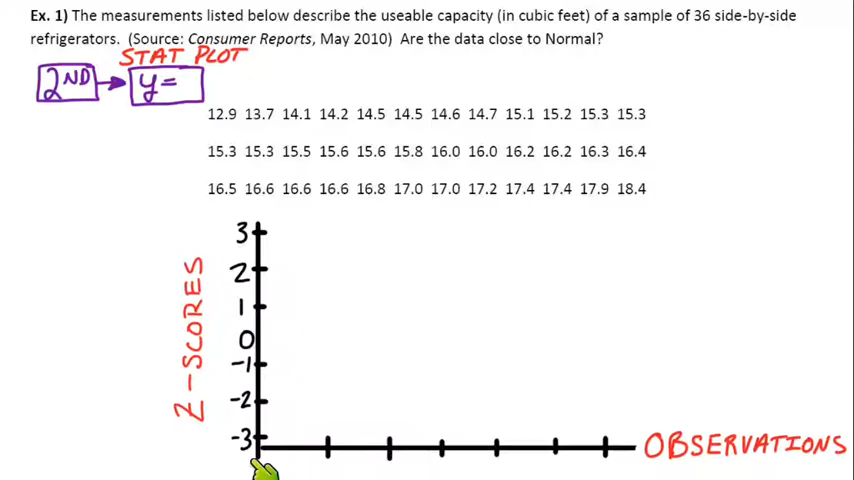 Ex. 1) The measurements listed below describe the useable capacity (in cubic feet) of a sample of 36 side-by-side
refrigerators. (Source: Consumer Reports, May 2010) Are the data close to Normal?
STAT PLOT
2ND y=
12.9 13.7 14.1 14.2 14.5 14.5 14.6 14.7 15.1 15.2 15.3 15.3
15.3 15.3 15.5 15.6 15.6 15.8 16.0 16.0 16.2 16.2 16.3 16.4
16.5 16.6 16.6 16.6 16.8 17.0 17.0 17.2 17.4 17.4 17.9 18.4
3
2
1
0
-1
-2
-3
Z-SCORES
OBSERVATIONS